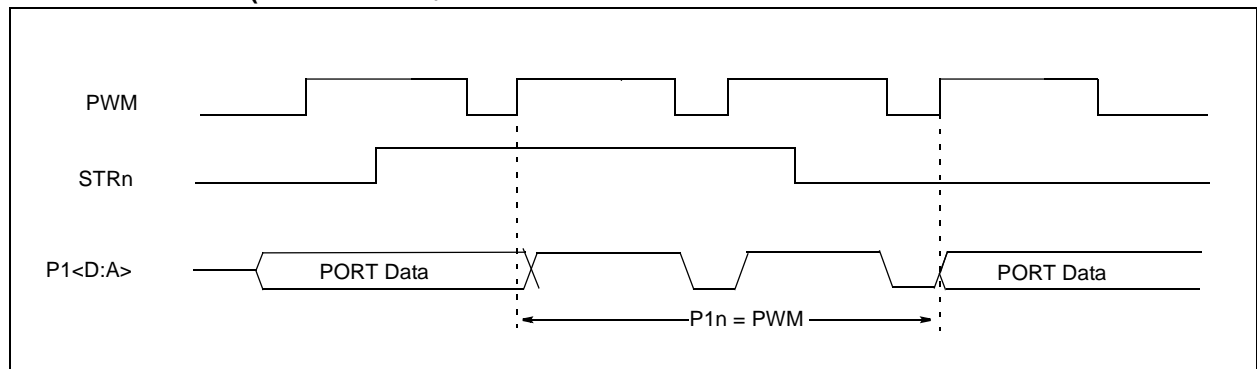 PWM
STRn
P1<D:A>
PORT Data
PORT Data
P1n = PWM